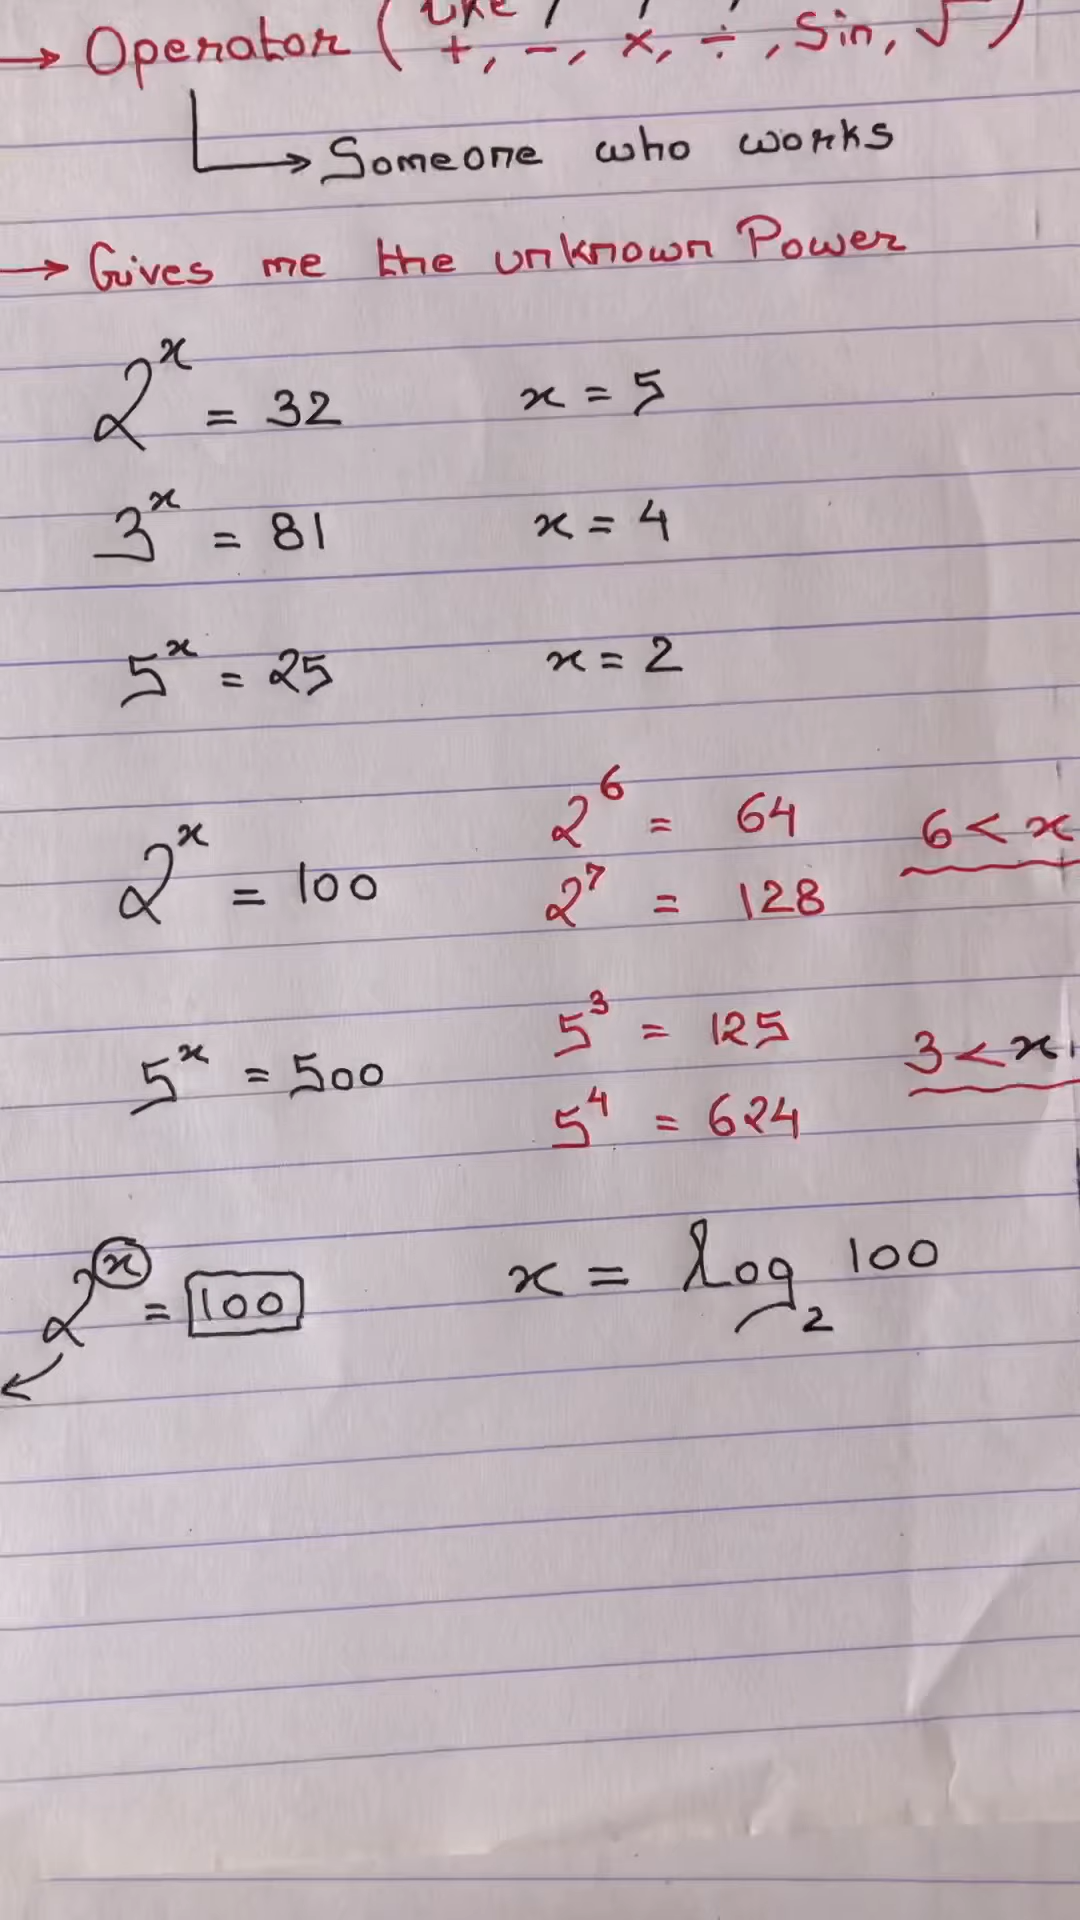 → Operator (like
+, -, ×, ÷, Sin, √ )
→ Someone who works
→ Gives me the unknown Power
2^x = 32 x = 5
3^x = 81 x = 4
5^x = 25 x = 2
2^x = 100 2^6 = 64 6 < x
2^7 = 128
5^x = 500 5^3 = 125 3 < x
5^4 = 624
2^x = 100 x = log_2 100